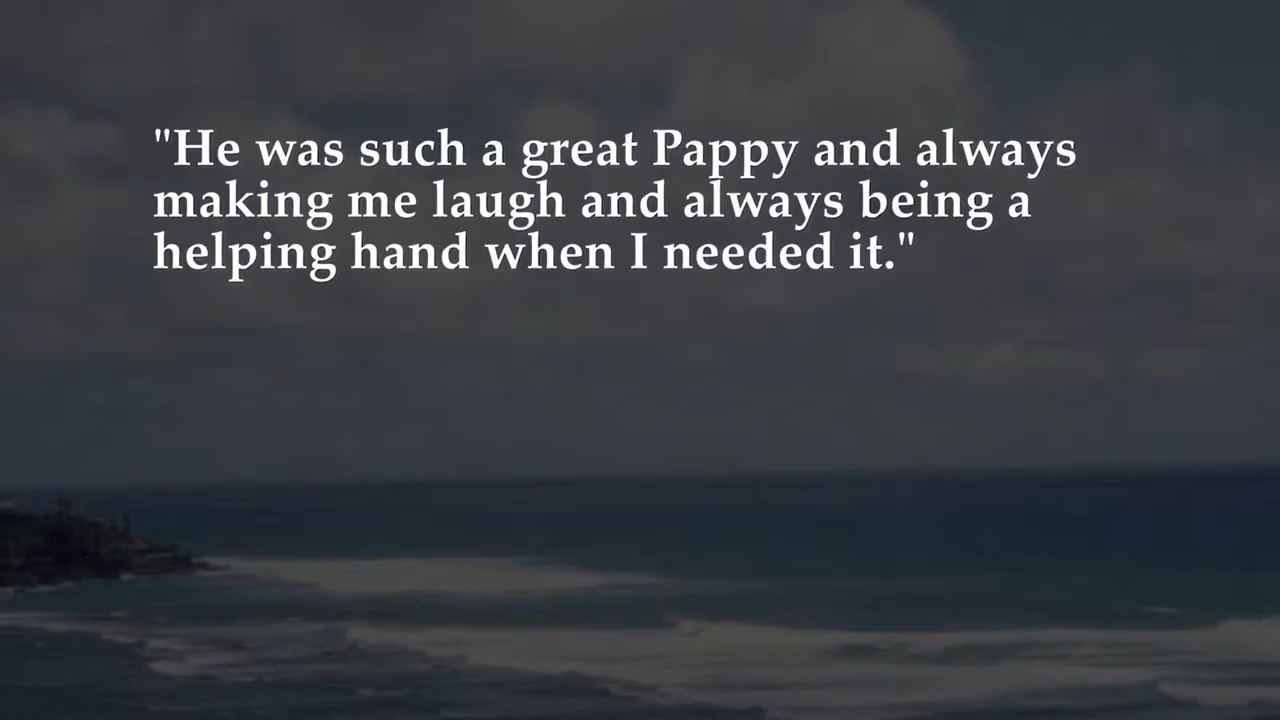 "He was such a great Pappy and always
making me laugh and always being a
helping hand when I needed it."